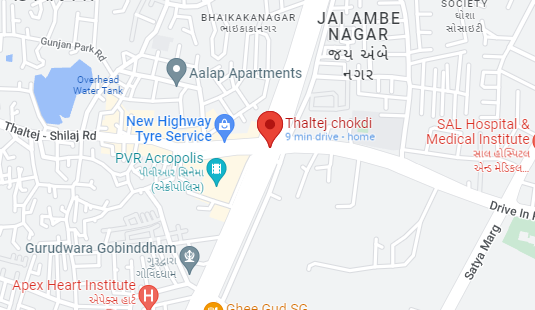 SOCIETY
ઘોશા
સોસાઇટી
BHAIKAKANAGAR
ભાઇકાકાનગર
JAI AMBE
NAGAR
જય અંબે
નગર
Gunjan Park Rd
Aalap Apartments
Overhead
Water Tank
Thaltej - Shilaj Rd
New Highway
Tyre Service
Thaltej chokdi
9 min drive - home
SAL Hospital &
Medical Institute
સાલ હોસ્પિટલ
એન્ડ મેડિકલ...
PVR Acropolis
પીવીઆર સિનેમા
(એક્રોપોલિસ)
Drive In
Satya Marg
Gurudwara Gobinddham
ગુરુદ્વારા
ગોવિંદધામ
Apex Heart Institute
એપેક્સ હાર્ટ
H
Ghee Gud SG